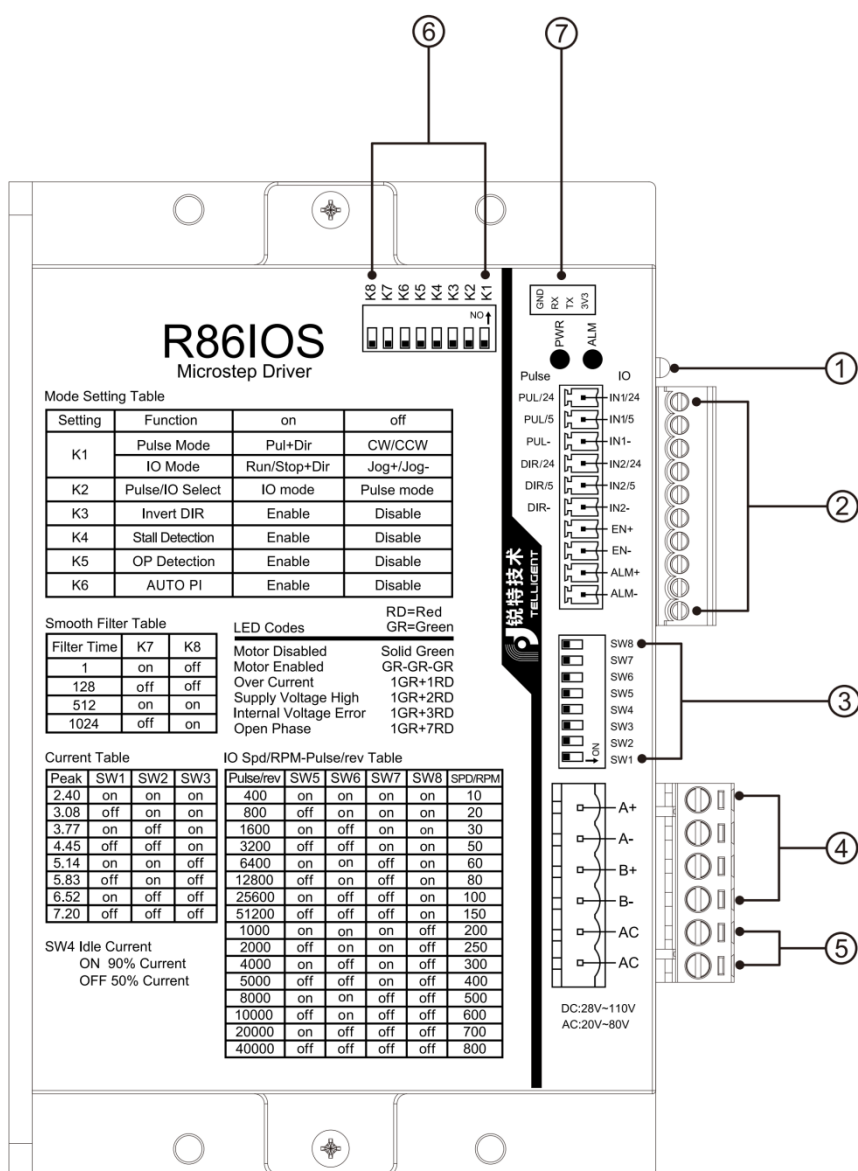 ⑥ ⑦
K8 K7 K6 K5 K4 K3 K2 K1
ON
GND
RX
TX
3V3
PWR ALM
R86IOS
Microstep Driver
Mode Setting Table
Setting Function on off
K1 Pulse Mode Pul+Dir CW/CCW
IO Mode Run/Stop+Dir Jog+/Jog-
K2 Pulse/IO Select IO mode Pulse mode
K3 Invert DIR Enable Disable
K4 Stall Detection Enable Disable
K5 OP Detection Enable Disable
K6 AUTO PI Enable Disable
Smooth Filter Table
Filter Time K7 K8
1 on off
128 off off
512 on on
1024 off on
RD=Red
LED Codes GR=Green
Motor Disabled Solid Green
Motor Enabled GR-GR-GR
Over Current 1GR+1RD
Supply Voltage High 1GR+2RD
Internal Voltage Error 1GR+3RD
Open Phase 1GR+7RD
Current Table
Peak SW1 SW2 SW3
2.40 on on on
3.08 off on on
3.77 on off on
4.45 off off on
5.14 on on off
5.83 off on off
6.52 on off off
7.20 off off off
SW4 Idle Current
ON 90% Current
OFF 50% Current
IO Spd/RPM-Pulse/rev Table
Pulse/rev SW5 SW6 SW7 SW8 SPD/RPM
400 on on on on 10
800 off on on on 20
1600 on off on on 30
3200 off off on on 50
6400 on on off on 60
12800 off on off on 80
25600 on off off on 100
51200 off off off on 150
1000 on on on off 200
2000 off on on off 250
4000 on off on off 300
5000 off off on off 400
8000 on on off off 500
10000 off on off off 600
20000 on off off off 700
40000 off off off off 800
锐特技术
TELLIGENT
Pulse IO
PUL/24 IN1/24
PUL/5 IN1/5
PUL- IN1-
DIR/24 IN2/24
DIR/5 IN2/5
DIR- IN2-
EN+
EN-
ALM+
ALM-
SW8
SW7
SW6
SW5
SW4
SW3
SW2
SW1
ON
A+
A-
B+
B-
AC
AC
DC:28V~110V
AC:20V~80V
①
②
③
④
⑤